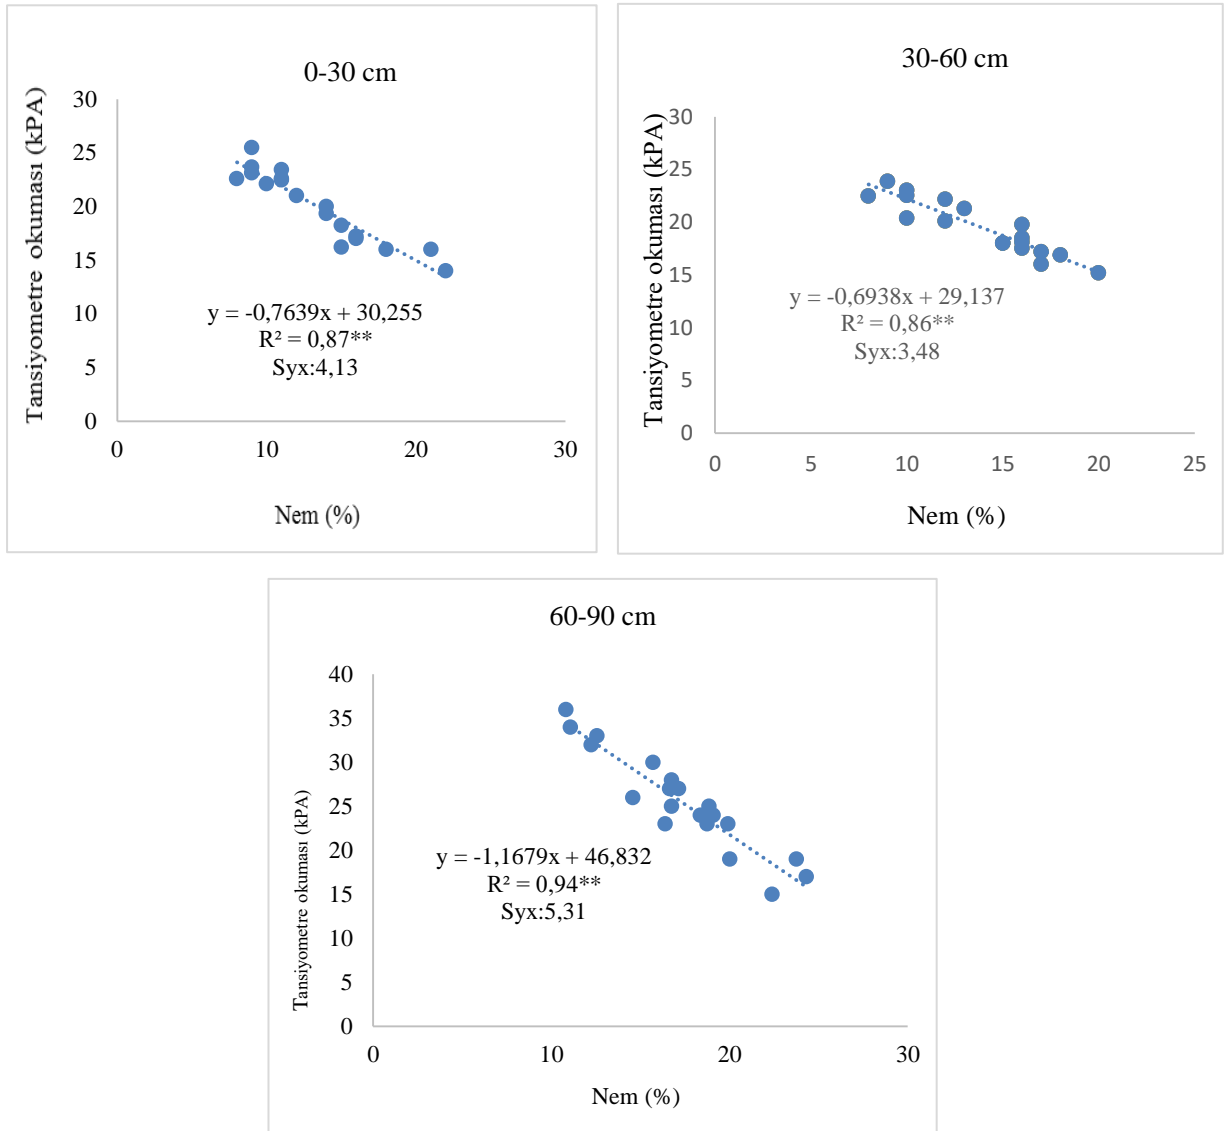 0-30 cm
Tansiyometre okuması (kPA)
30
25
20
15
10
5
0
y = -0,7639x + 30,255
R² = 0,87**
Syx:4,13
0 10 20 30
Nem (%)
30-60 cm
Tansiyometre okuması (kPA)
30
25
20
15
10
5
0
y = -0,6938x + 29,137
R² = 0,86**
Syx:3,48
0 5 10 15 20 25
Nem (%)
60-90 cm
Tansiyometre okuması (kPA)
40
35
30
25
20
15
10
5
0
y = -1,1679x + 46,832
R² = 0,94**
Syx:5,31
0 10 20 30
Nem (%)